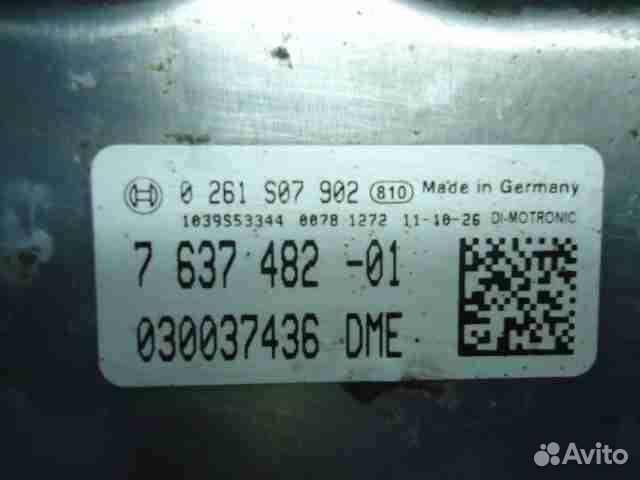 0 261 S07 902 810 Made in Germany
1039S53344 0078 1272 11-10-26 DI-MOTRONIC
7 637 482 -01
030037436 DME
Avito